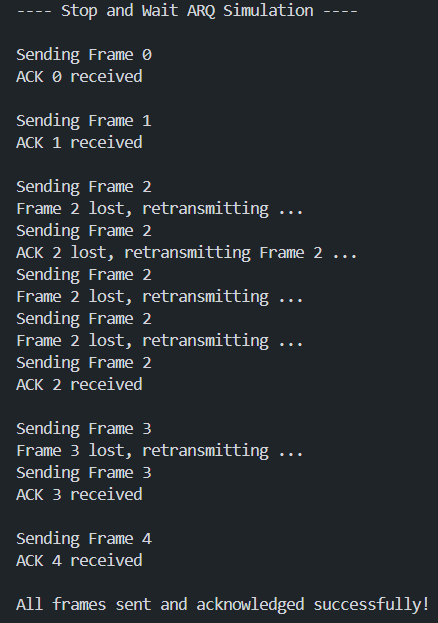 ---- Stop and Wait ARQ Simulation ----
Sending Frame 0
ACK 0 received
Sending Frame 1
ACK 1 received
Sending Frame 2
Frame 2 lost, retransmitting ...
Sending Frame 2
ACK 2 lost, retransmitting Frame 2 ...
Sending Frame 2
Frame 2 lost, retransmitting ...
Sending Frame 2
Frame 2 lost, retransmitting ...
Sending Frame 2
ACK 2 received
Sending Frame 3
Frame 3 lost, retransmitting ...
Sending Frame 3
ACK 3 received
Sending Frame 4
ACK 4 received
All frames sent and acknowledged successfully!